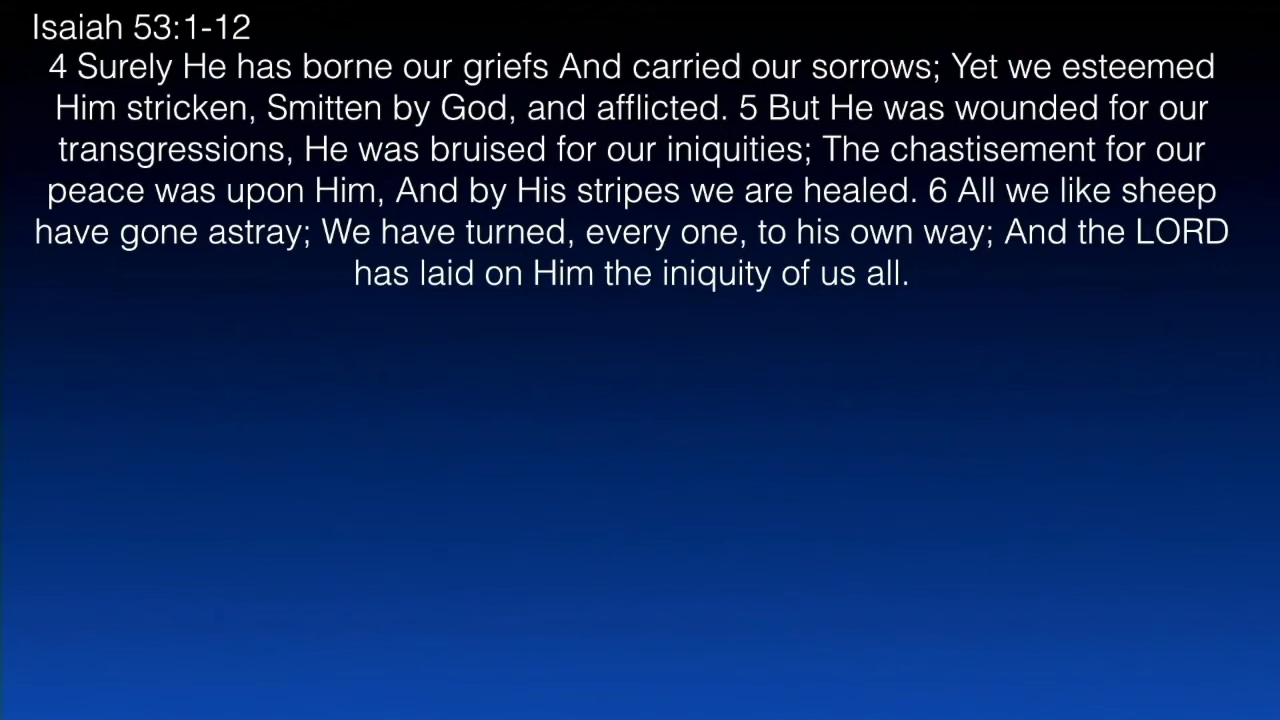 Isaiah 53:1-12
4 Surely He has borne our griefs And carried our sorrows; Yet we esteemed
Him stricken, Smitten by God, and afflicted. 5 But He was wounded for our
transgressions, He was bruised for our iniquities; The chastisement for our
peace was upon Him, And by His stripes we are healed. 6 All we like sheep
have gone astray; We have turned, every one, to his own way; And the LORD
has laid on Him the iniquity of us all.